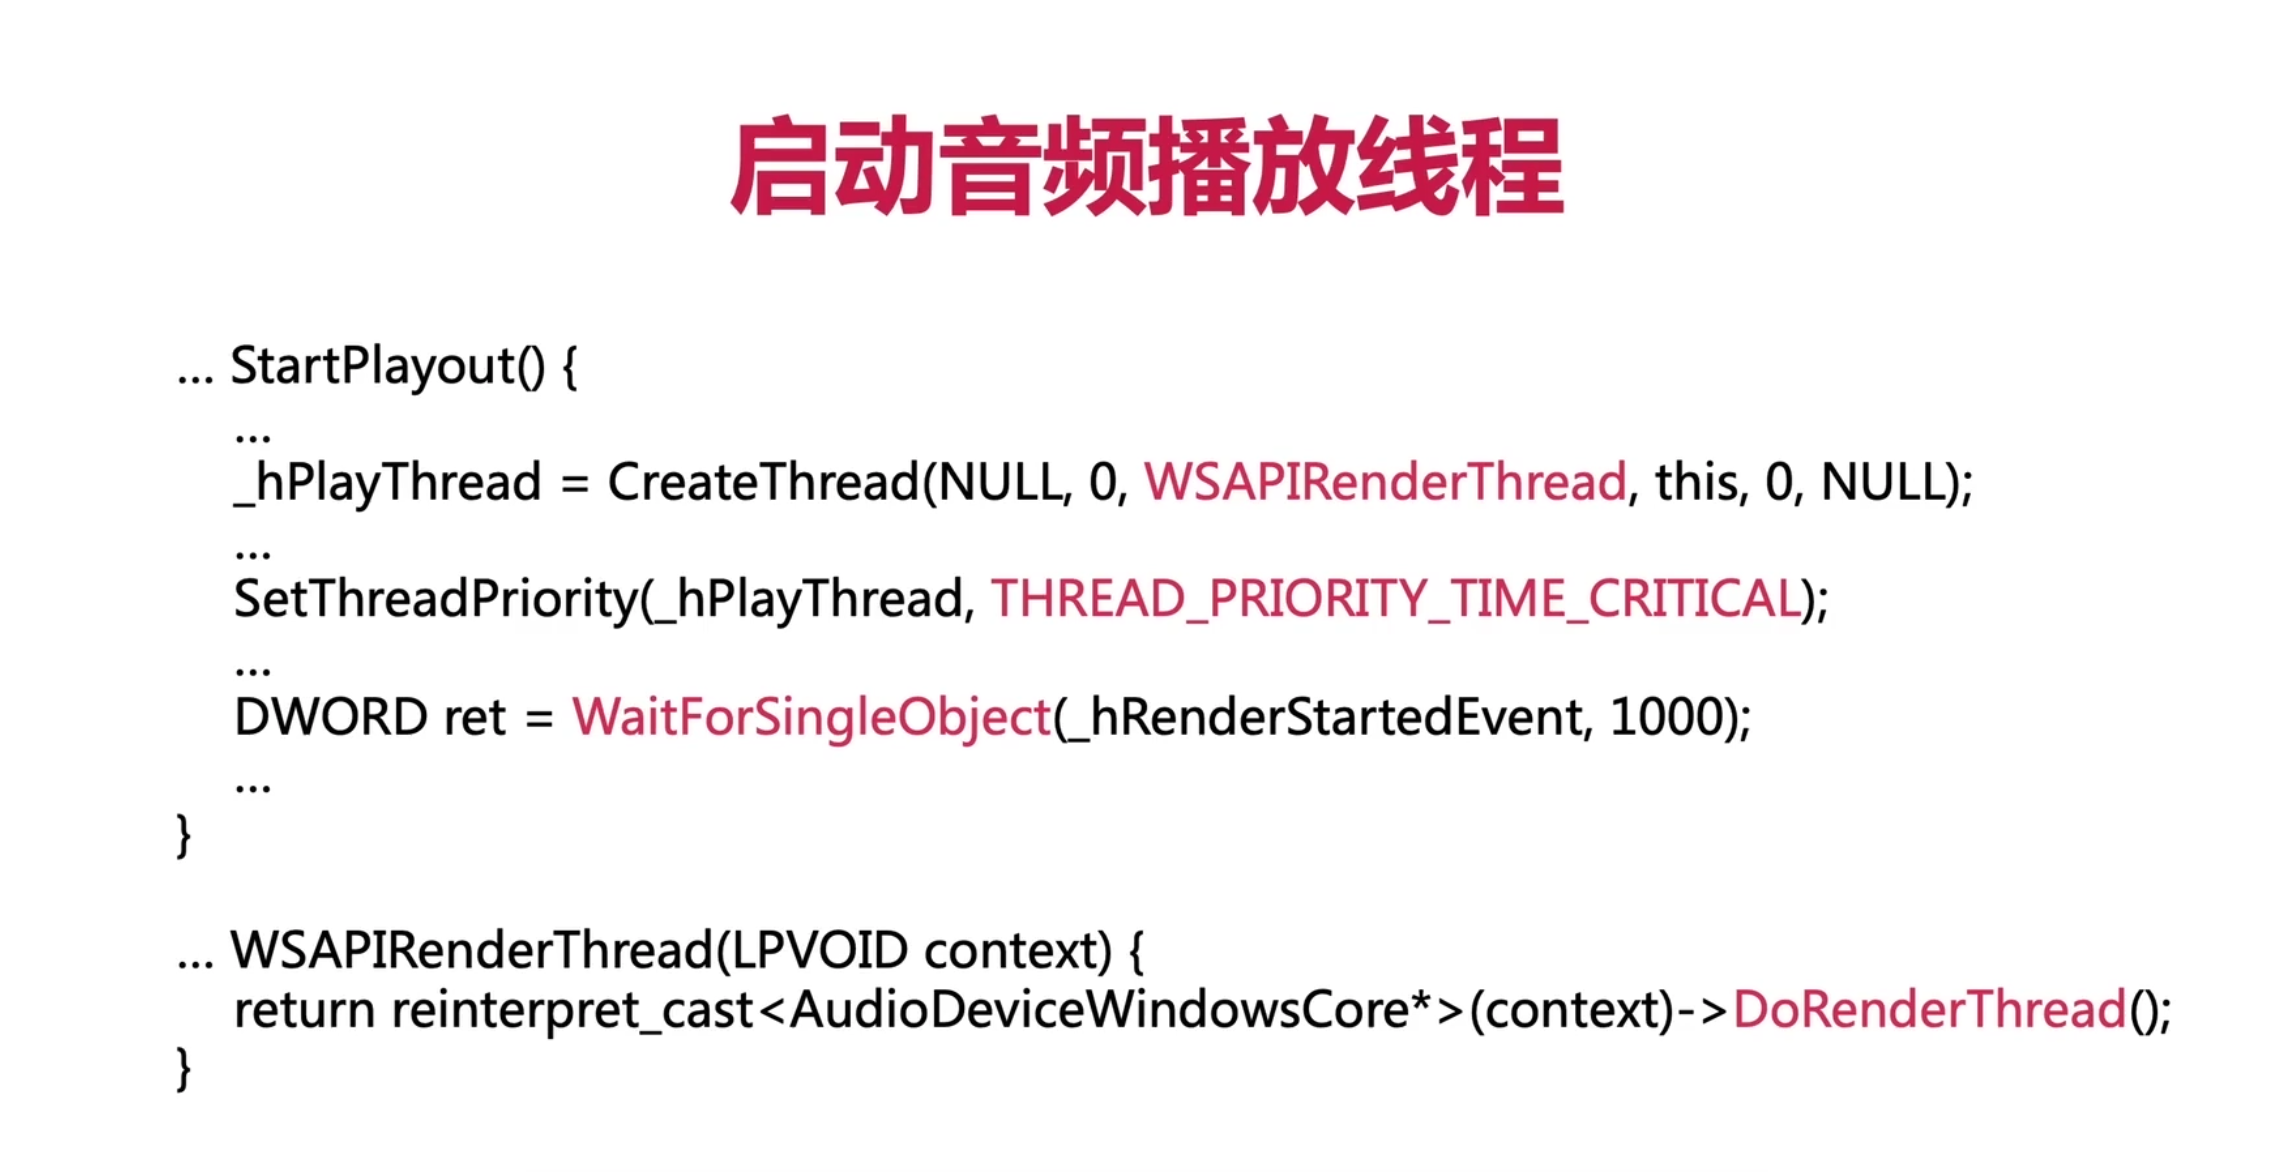 启动音频播放线程
... StartPlayout() {
...
_hPlayThread = CreateThread(NULL, 0, WSAPIRenderThread, this, 0, NULL);
...
SetThreadPriority(_hPlayThread, THREAD_PRIORITY_TIME_CRITICAL);
...
DWORD ret = WaitForSingleObject(_hRenderStartedEvent, 1000);
...
}
... WSAPIRenderThread(LPVOID context) {
return reinterpret_cast<AudioDeviceWindowsCore*>(context)->DoRenderThread();
}